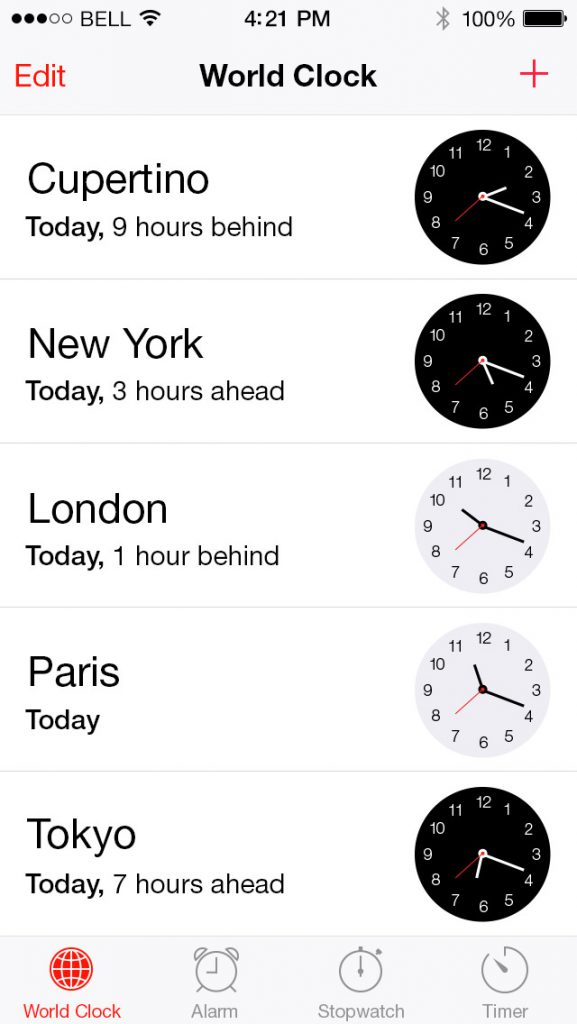 BELL 4:21 PM 100%
Edit World Clock +
Cupertino
Today, 9 hours behind
12 1 2 3 4 5 6 7 8 9 10 11
New York
Today, 3 hours ahead
12 1 2 3 4 5 6 7 8 9 10 11
London
Today, 1 hour behind
12 1 2 3 4 5 6 7 8 9 10 11
Paris
Today
12 1 2 3 4 5 6 7 8 9 10 11
Tokyo
Today, 7 hours ahead
12 1 2 3 4 5 6 7 8 9 10 11
World Clock Alarm Stopwatch Timer